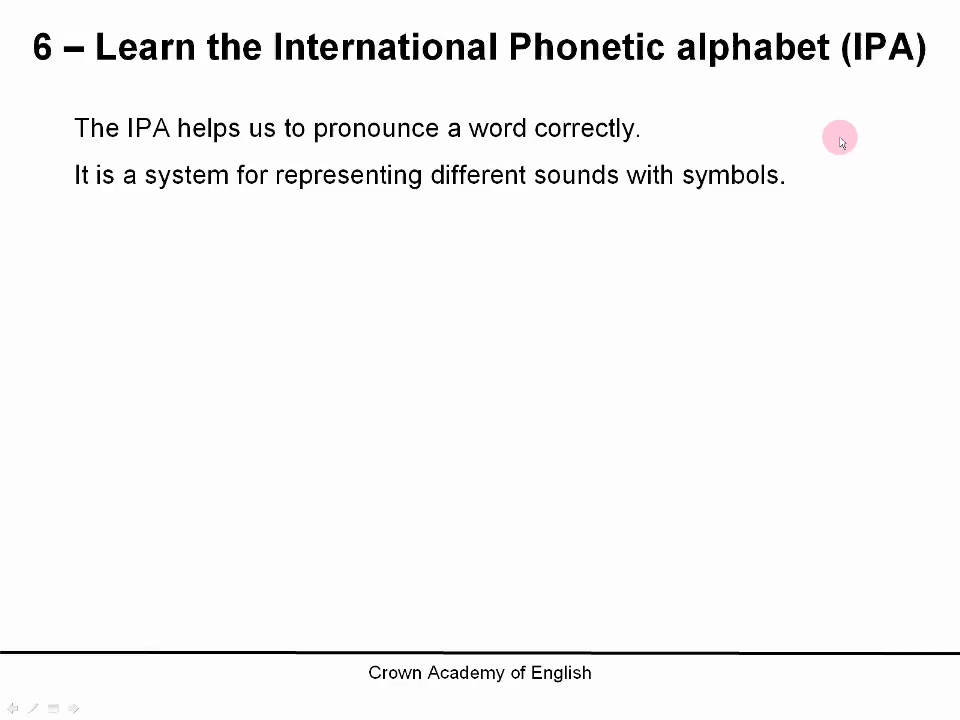 6 – Learn the International Phonetic alphabet (IPA)
The IPA helps us to pronounce a word correctly.
It is a system for representing different sounds with symbols.
Crown Academy of English